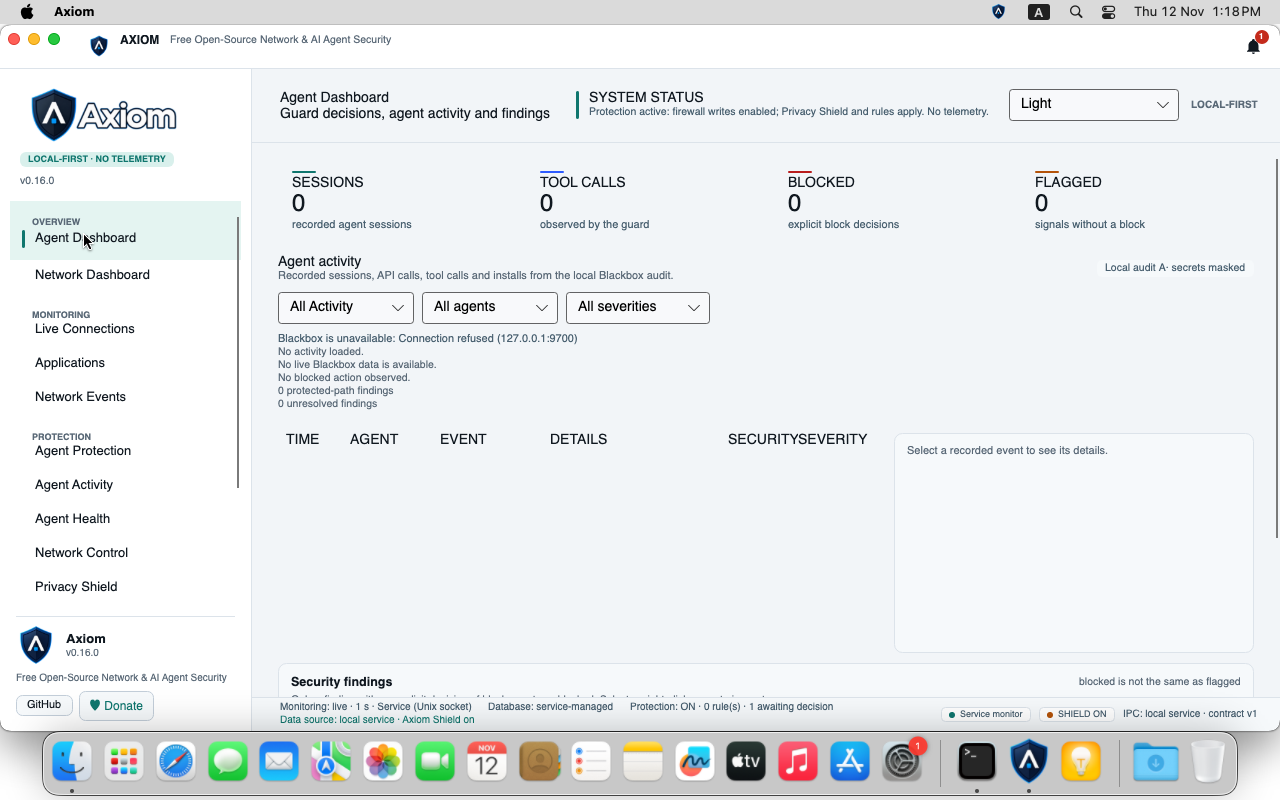 Axiom
A
Thu 12 Nov 1:18 PM
AXIOM Free Open-Source Network & AI Agent Security
1
Axiom
LOCAL-FIRST · NO TELEMETRY
v0.16.0
OVERVIEW
Agent Dashboard
Network Dashboard
MONITORING
Live Connections
Applications
Network Events
PROTECTION
Agent Protection
Agent Activity
Agent Health
Network Control
Privacy Shield
Axiom
v0.16.0
Free Open-Source Network & AI Agent Security
GitHub
Donate
Agent Dashboard
Guard decisions, agent activity and findings
SYSTEM STATUS
Protection active: firewall writes enabled; Privacy Shield and rules apply. No telemetry.
Light
LOCAL-FIRST
SESSIONS
0
recorded agent sessions
TOOL CALLS
0
observed by the guard
BLOCKED
0
explicit block decisions
FLAGGED
0
signals without a block
Agent activity
Recorded sessions, API calls, tool calls and installs from the local Blackbox audit.
Local audit A· secrets masked
All Activity
All agents
All severities
Blackbox is unavailable: Connection refused (127.0.0.1:9700)
No activity loaded.
No live Blackbox data is available.
No blocked action observed.
0 protected-path findings
0 unresolved findings
TIME AGENT EVENT DETAILS SECURITYSEVERITY
Select a recorded event to see its details.
Security findings
blocked is not the same as flagged
Monitoring: live · 1 s · Service (Unix socket) Database: service-managed Protection: ON · 0 rule(s) · 1 awaiting decision
Data source: local service · Axiom Shield on
Service monitor
SHIELD ON
IPC: local service · contract v1
NOV
12
tv
1